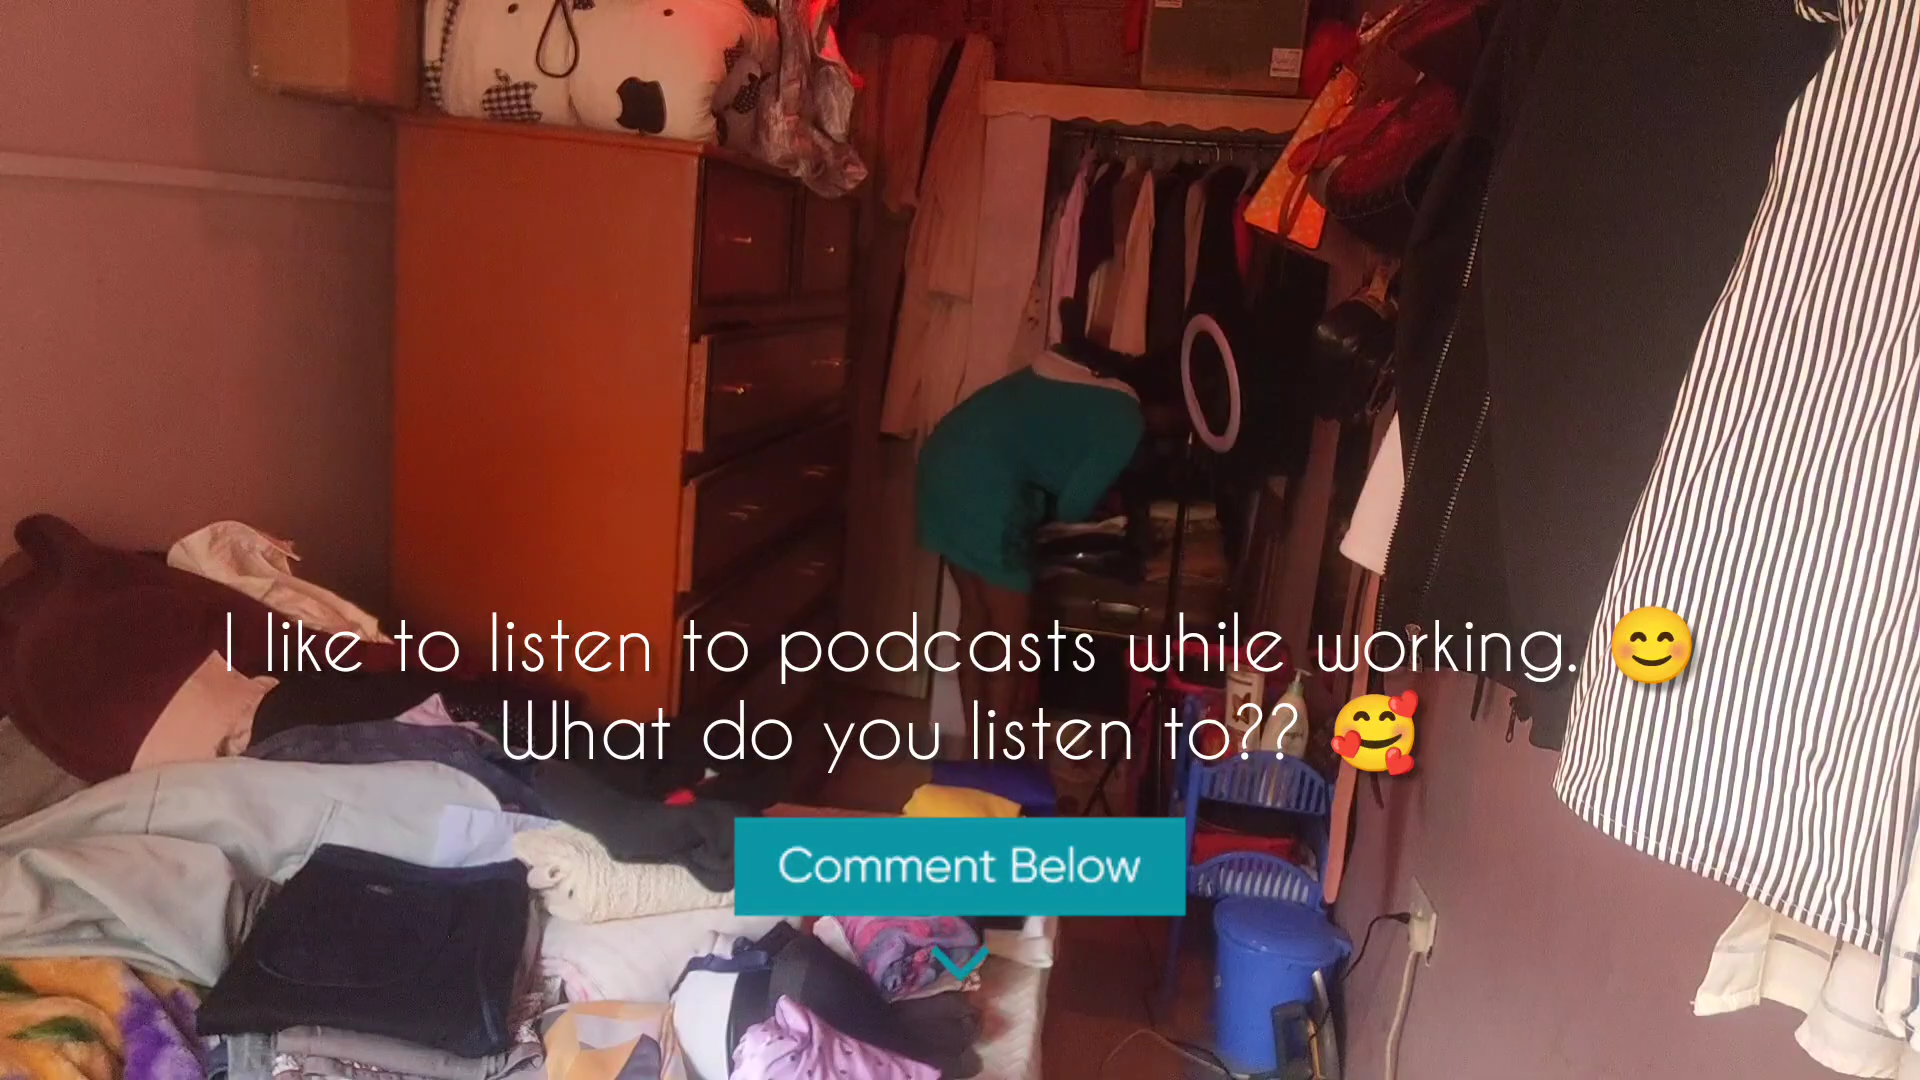 I like to listen to podcasts while working. 😊
What do you listen to?? 🥰
Comment Below